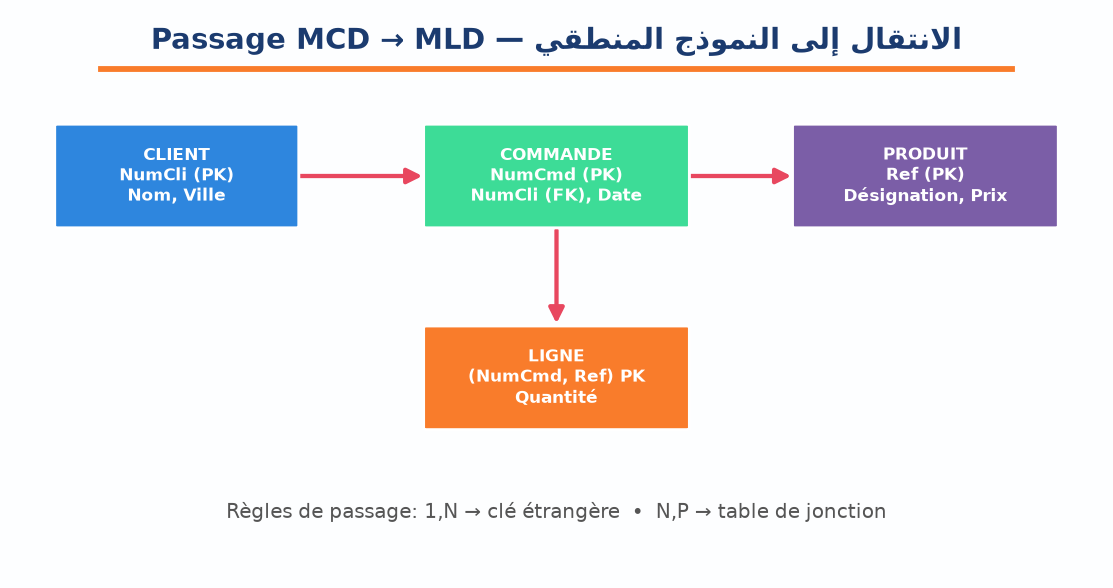 Passage MCD → MLD — الانتقال إلى النموذج المنطقي
CLIENT
NumCli (PK)
Nom, Ville
COMMANDE
NumCmd (PK)
NumCli (FK), Date
PRODUIT
Ref (PK)
Désignation, Prix
LIGNE
(NumCmd, Ref) PK
Quantité
Règles de passage: 1,N → clé étrangère • N,P → table de jonction